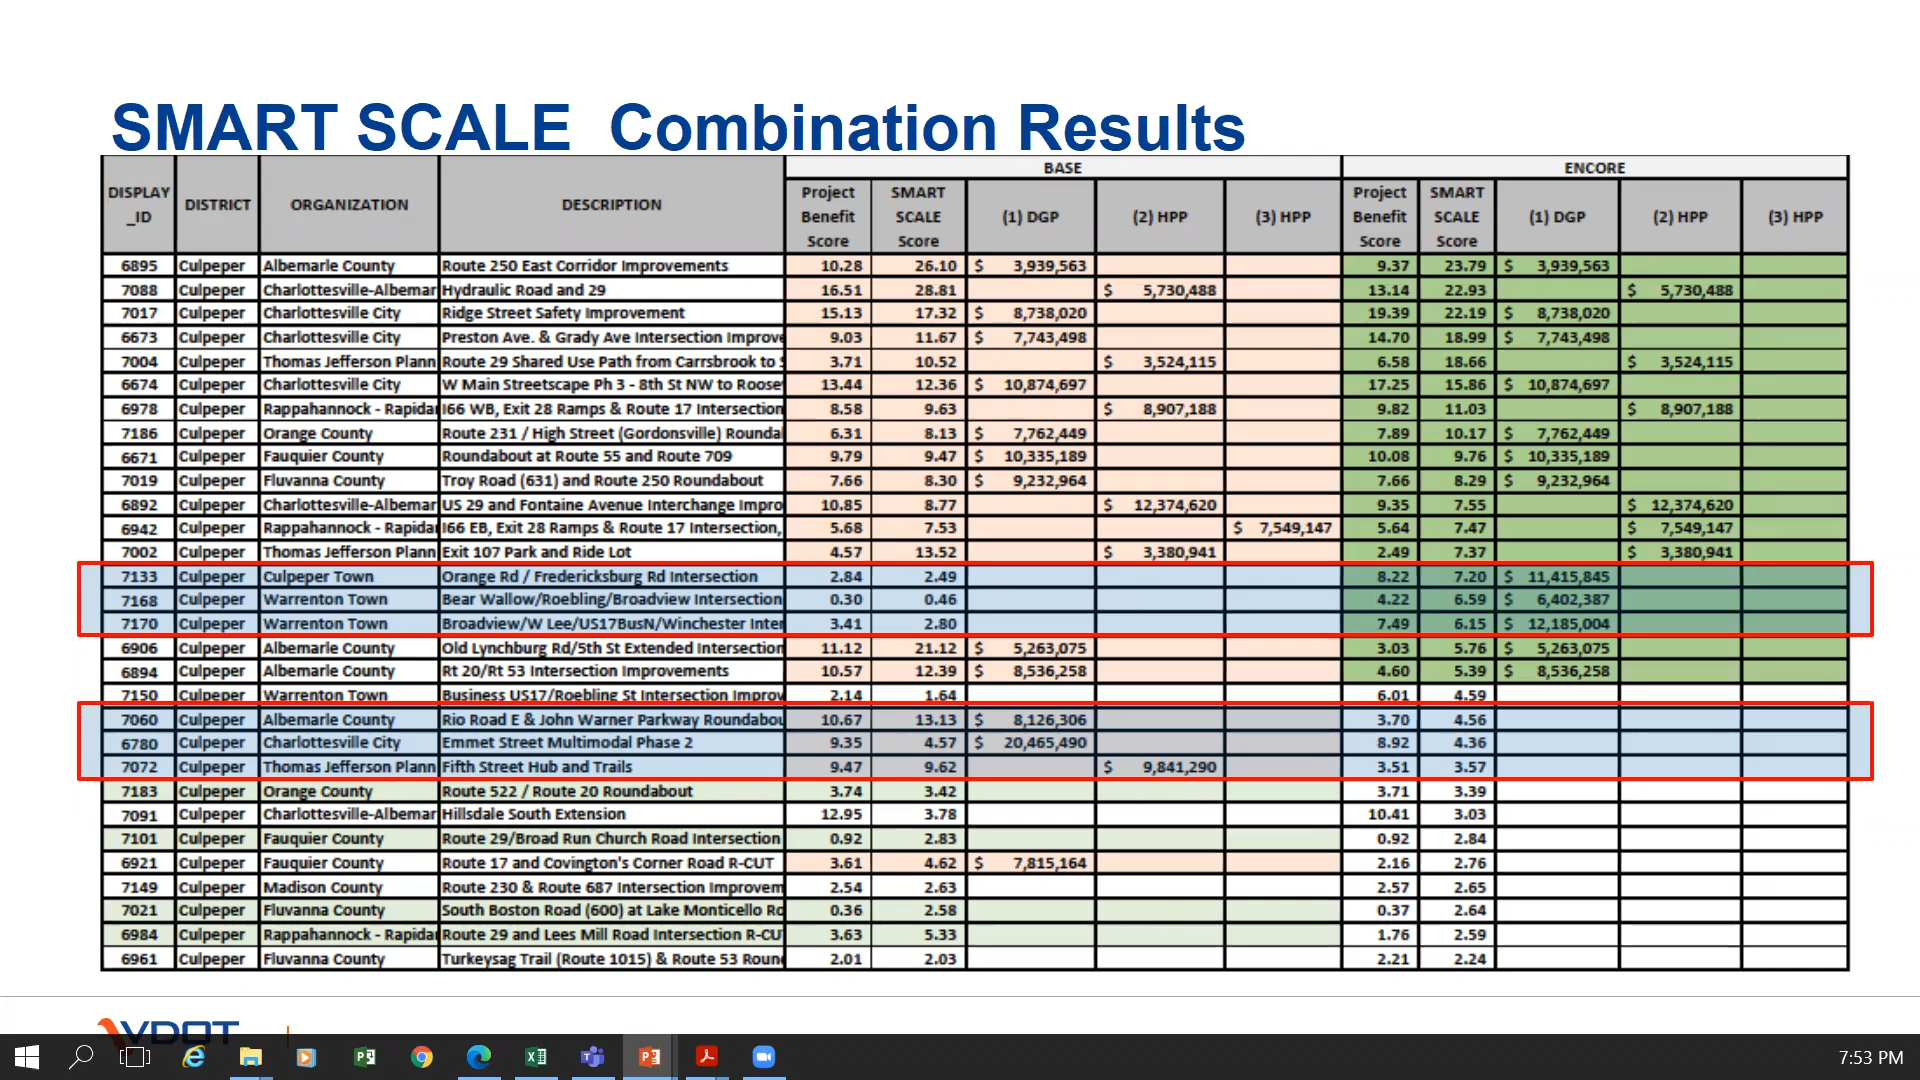 SMART SCALE  Combination Results
BASE ENCORE
DISPLAY_ID DISTRICT ORGANIZATION DESCRIPTION Project Benefit Score SMART SCALE Score (1) DGP (2) HPP (3) HPP Project Benefit Score SMART SCALE Score (1) DGP (2) HPP (3) HPP
6895 Culpeper Albemarle County Route 250 East Corridor Improvements 10.28 26.10 $ 3,939,563 9.37 23.79 $ 3,939,563
7088 Culpeper Charlottesville-Albemar Hydraulic Road and 29 16.51 28.81 $ 5,730,488 13.14 22.93 $ 5,730,488
7017 Culpeper Charlottesville City Ridge Street Safety Improvement 15.13 17.32 $ 8,738,020 19.39 22.19 $ 8,738,020
6673 Culpeper Charlottesville City Preston Ave. & Grady Ave Intersection Improve 9.03 11.67 $ 7,743,498 14.70 18.99 $ 7,743,498
7004 Culpeper Thomas Jefferson Plann Route 29 Shared Use Path from Carrsbrook to S 3.71 10.52 $ 3,524,115 6.58 18.66 $ 3,524,115
6674 Culpeper Charlottesville City W Main Streetscape Ph 3 - 8th St NW to Roosev 13.44 12.36 $ 10,874,697 17.25 15.86 $ 10,874,697
6978 Culpeper Rappahannock - Rapidan I66 WB, Exit 28 Ramps & Route 17 Intersection 8.58 9.63 $ 8,907,188 9.82 11.03 $ 8,907,188
7186 Culpeper Orange County Route 231 / High Street (Gordonsville) Rounda 6.31 8.13 $ 7,762,449 7.89 10.17 $ 7,762,449
6671 Culpeper Fauquier County Roundabout at Route 55 and Route 709 9.79 9.47 $ 10,335,189 10.08 9.76 $ 10,335,189
7019 Culpeper Fluvanna County Troy Road (631) and Route 250 Roundabout 7.66 8.30 $ 9,232,964 7.66 8.29 $ 9,232,964
6892 Culpeper Charlottesville-Albemar US 29 and Fontaine Avenue Interchange Impro 10.85 8.77 $ 12,374,620 9.35 7.55 $ 12,374,620
6942 Culpeper Rappahannock - Rapidan I66 EB, Exit 28 Ramps & Route 17 Intersection, 5.68 7.53 $ 7,549,147 5.64 7.47 $ 7,549,147
7002 Culpeper Thomas Jefferson Plann Exit 107 Park and Ride Lot 4.57 13.52 $ 3,380,941 2.49 7.37 $ 3,380,941
7133 Culpeper Culpeper Town Orange Rd / Fredericksburg Rd Intersection 2.84 2.49 8.22 7.20 $ 11,415,845
7168 Culpeper Warrenton Town Bear Wallow/Roebling/Broadview Intersection 0.30 0.46 4.22 6.59 $ 6,402,387
7170 Culpeper Warrenton Town Broadview/W Lee/US17BusN/Winchester Inter 3.41 2.80 7.49 6.15 $ 12,185,004
6906 Culpeper Albemarle County Old Lynchburg Rd/5th St Extended Intersection 11.12 21.12 $ 5,263,075 3.03 5.76 $ 5,263,075
6894 Culpeper Albemarle County Rt 20/Rt 53 Intersection Improvements 10.57 12.39 $ 8,536,258 4.60 5.39 $ 8,536,258
7150 Culpeper Warrenton Town Business US17/Roebling St Intersection Improv 2.14 1.64 6.01 4.59
7060 Culpeper Albemarle County Rio Road E & John Warner Parkway Roundabou 10.67 13.13 $ 8,126,306 3.70 4.56
6780 Culpeper Charlottesville City Emmet Street Multimodal Phase 2 9.35 4.57 $ 20,465,490 8.92 4.36
7072 Culpeper Thomas Jefferson Plann Fifth Street Hub and Trails 9.47 9.62 $ 9,841,290 3.51 3.57
7183 Culpeper Orange County Route 522 / Route 20 Roundabout 3.74 3.42 3.71 3.39
7091 Culpeper Charlottesville-Albemar Hillsdale South Extension 12.95 3.78 10.41 3.03
7101 Culpeper Fauquier County Route 29/Broad Run Church Road Intersection 0.92 2.83 0.92 2.84
6921 Culpeper Fauquier County Route 17 and Covington's Corner Road R-CUT 3.61 4.62 $ 7,815,164 2.16 2.76
7149 Culpeper Madison County Route 230 & Route 687 Intersection Improvem 2.54 2.63 2.57 2.65
7021 Culpeper Fluvanna County South Boston Road (600) at Lake Monticello Ro 0.36 2.58 0.37 2.64
6984 Culpeper Rappahannock - Rapidan Route 29 and Lees Mill Road Intersection R-CU 3.63 5.33 1.76 2.59
6961 Culpeper Fluvanna County Turkeysag Trail (Route 1015) & Route 53 Roun 2.01 2.03 2.21 2.24
VDOT
7:53 PM